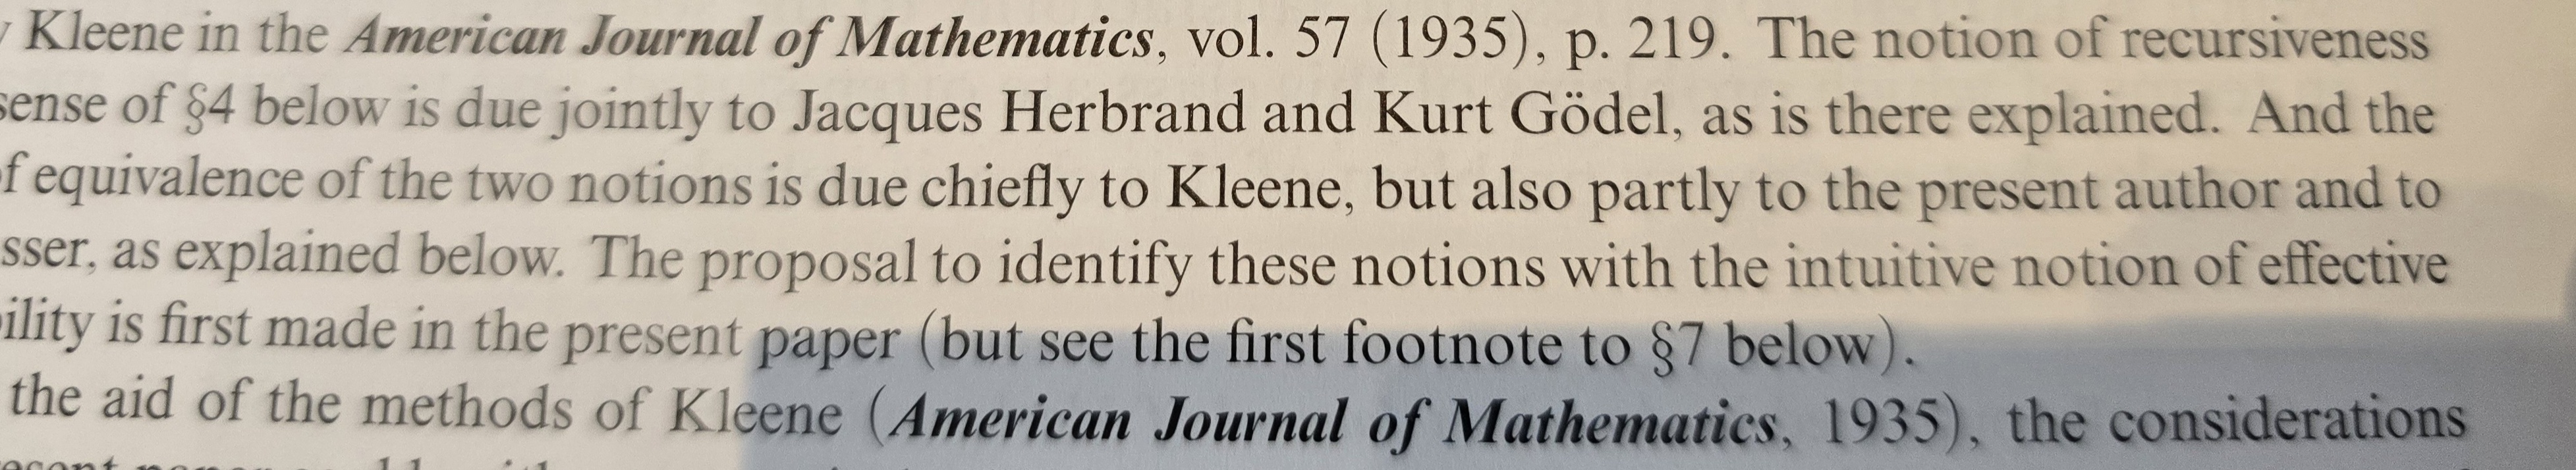 Kleene in the American Journal of Mathematics, vol. 57 (1935), p. 219. The notion of recursiveness
sense of §4 below is due jointly to Jacques Herbrand and Kurt Gödel, as is there explained. And the
f equivalence of the two notions is due chiefly to Kleene, but also partly to the present author and to
sser, as explained below. The proposal to identify these notions with the intuitive notion of effective
ility is first made in the present paper (but see the first footnote to §7 below).
the aid of the methods of Kleene (American Journal of Mathematics, 1935), the considerations